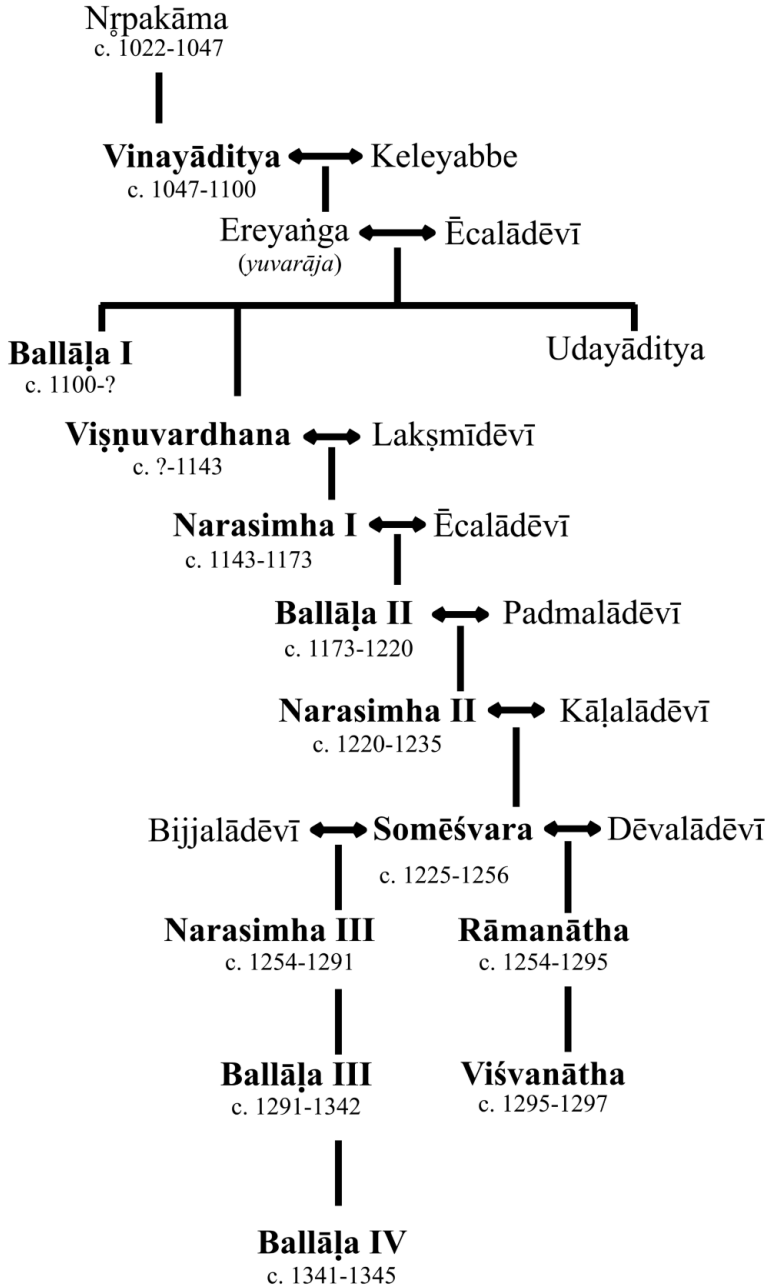 Nr̥pakāma
c. 1022-1047
Vinayāditya Keleyabbe
c. 1047-1100
Ereyaṅga Ēcalādēvī
(yuvarāja)
Ballāḷa I Udayāditya
c. 1100-?
Viṣṇuvardhana Lakṣmīdēvī
c. ?-1143
Narasimha I Ēcalādēvī
c. 1143-1173
Ballāḷa II Padmalādēvī
c. 1173-1220
Narasimha II Kāḷalādēvī
c. 1220-1235
Bijjalādēvī Somēśvara Dēvalādēvī
c. 1225-1256
Narasimha III Rāmanātha
c. 1254-1291 c. 1254-1295
Ballāḷa III Viśvanātha
c. 1291-1342 c. 1295-1297
Ballāḷa IV
c. 1341-1345